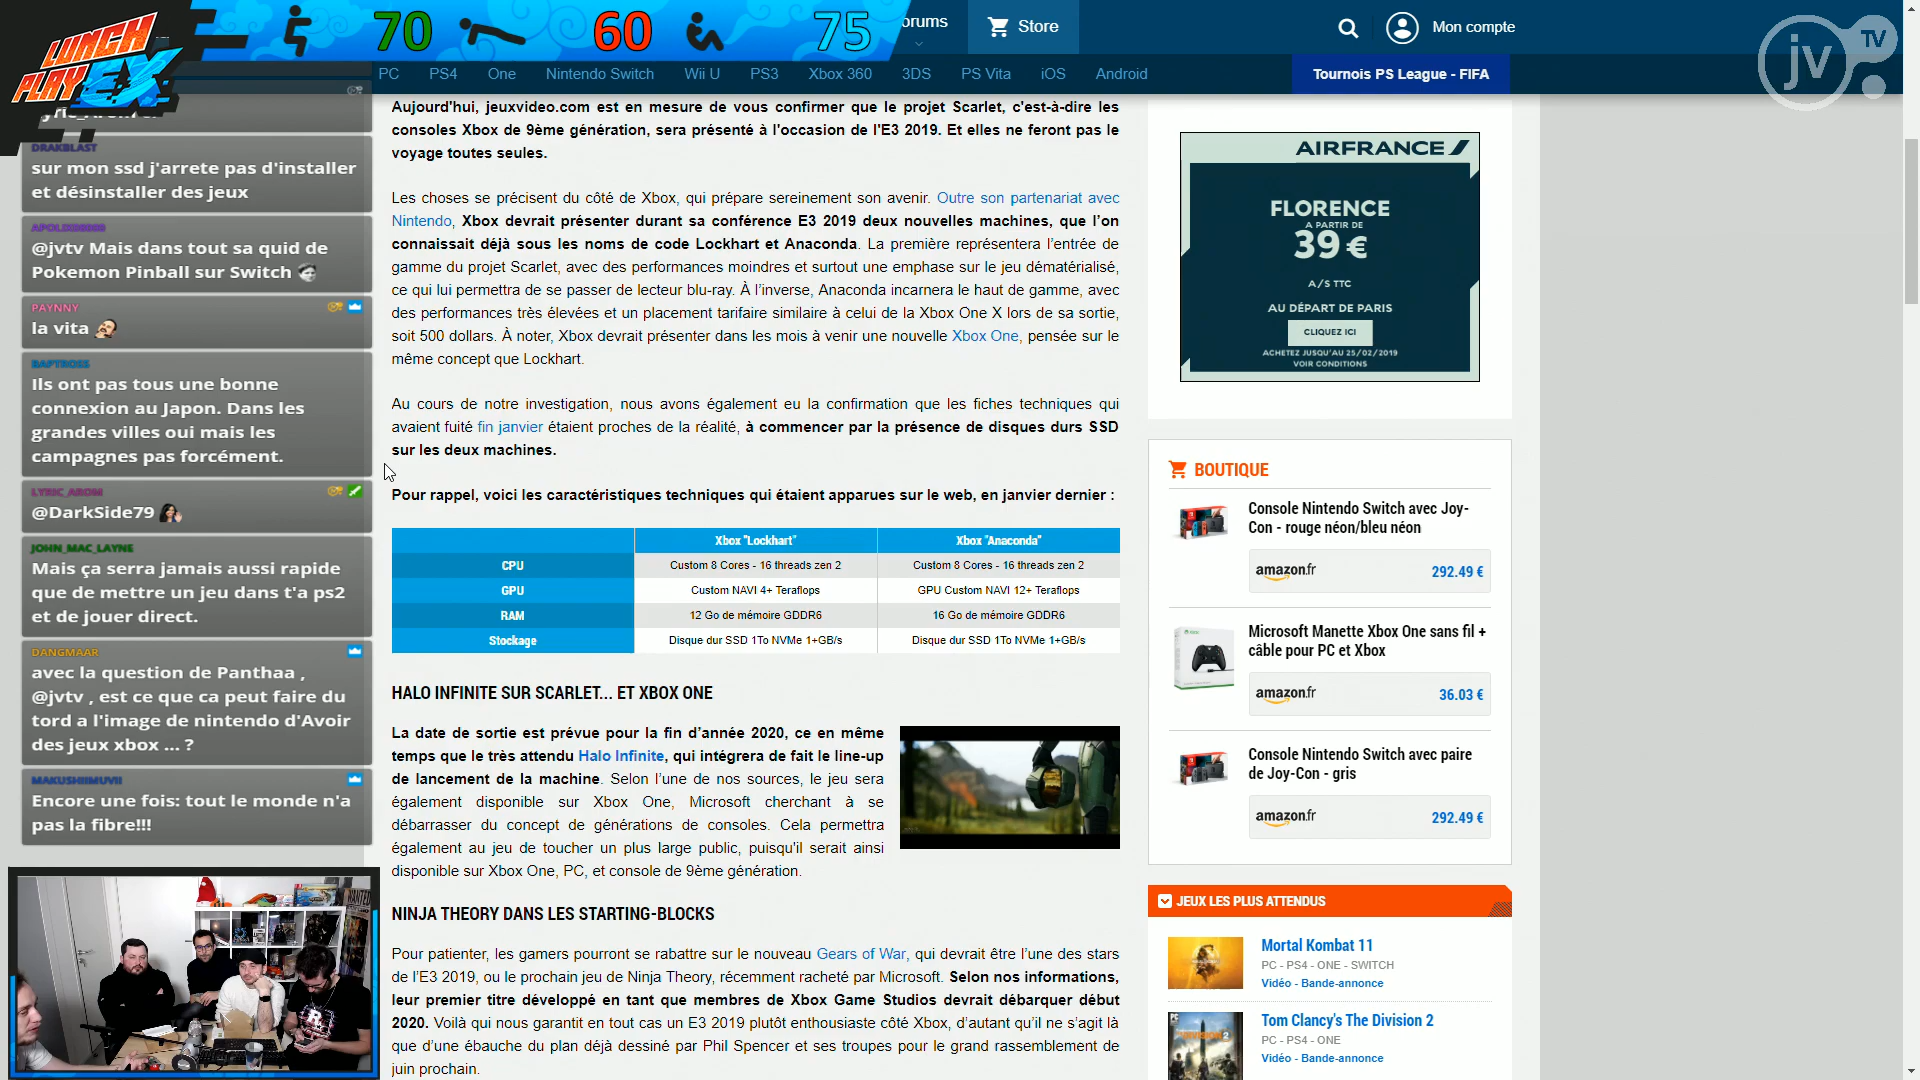 LUNCH PLAY EX
70
60
75
orums
Store
Mon compte
jv TV
PC PS4 One Nintendo Switch Wii U PS3 Xbox 360 3DS PS Vita iOS Android
Tournois PS League - FIFA
DRAKBLAST
sur mon ssd j'arrete pas d'installer
et désinstaller des jeux
@jvtv Mais dans tout sa quid de
Pokemon Pinball sur Switch
PAYNNY
la vita
BAPTROSS
Ils ont pas tous une bonne
connexion au Japon. Dans les
grandes villes oui mais les
campagnes pas forcément.
LYRIC_AROM
@DarkSide79
JOHN_MAC_LAYNE
Mais ça serra jamais aussi rapide
que de mettre un jeu dans t'a ps2
et de jouer direct.
DANGMAAR
avec la question de Panthaa ,
@jvtv , est ce que ca peut faire du
tord a l'image de nintendo d'Avoir
des jeux xbox ... ?
MAKUSHIIMUVII
Encore une fois: tout le monde n'a
pas la fibre!!!
Aujourd'hui, jeuxvideo.com est en mesure de vous confirmer que le projet Scarlet, c'est-à-dire les
consoles Xbox de 9ème génération, sera présenté à l'occasion de l'E3 2019. Et elles ne feront pas le
voyage toutes seules.
Les choses se précisent du côté de Xbox, qui prépare sereinement son avenir. Outre son partenariat avec
Nintendo, Xbox devrait présenter durant sa conférence E3 2019 deux nouvelles machines, que l’on
connaissait déjà sous les noms de code Lockhart et Anaconda. La première représentera l’entrée de
gamme du projet Scarlet, avec des performances moindres et surtout une emphase sur le jeu dématérialisé,
ce qui lui permettra de se passer de lecteur blu-ray. À l’inverse, Anaconda incarnera le haut de gamme, avec
des performances très élevées et un placement tarifaire similaire à celui de la Xbox One X lors de sa sortie,
soit 500 dollars. À noter, Xbox devrait présenter dans les mois à venir une nouvelle Xbox One, pensée sur le
même concept que Lockhart.
Au cours de notre investigation, nous avons également eu la confirmation que les fiches techniques qui
avaient fuité fin janvier étaient proches de la réalité, à commencer par la présence de disques durs SSD
sur les deux machines.
Pour rappel, voici les caractéristiques techniques qui étaient apparues sur le web, en janvier dernier :
Xbox "Lockhart" Xbox "Anaconda"
CPU Custom 8 Cores - 16 threads zen 2 Custom 8 Cores - 16 threads zen 2
GPU Custom NAVI 4+ Teraflops GPU Custom NAVI 12+ Teraflops
RAM 12 Go de mémoire GDDR6 16 Go de mémoire GDDR6
Stockage Disque dur SSD 1To NVMe 1+GB/s Disque dur SSD 1To NVMe 1+GB/s
HALO INFINITE SUR SCARLET... ET XBOX ONE
La date de sortie est prévue pour la fin d’année 2020, ce en même
temps que le très attendu Halo Infinite, qui intégrera de fait le line-up
de lancement de la machine. Selon l’une de nos sources, le jeu sera
également disponible sur Xbox One, Microsoft cherchant à se
débarrasser du concept de générations de consoles. Cela permettra
également au jeu de toucher un plus large public, puisqu'il serait ainsi
disponible sur Xbox One, PC, et console de 9ème génération.
NINJA THEORY DANS LES STARTING-BLOCKS
Pour patienter, les gamers pourront se rabattre sur le nouveau Gears of War, qui devrait être l’une des stars
de l’E3 2019, ou le prochain jeu de Ninja Theory, récemment racheté par Microsoft. Selon nos informations,
leur premier titre développé en tant que membres de Xbox Game Studios devrait débarquer début
2020. Voilà qui nous garantit en tout cas un E3 2019 plutôt enthousiaste côté Xbox, d’autant qu’il ne s’agit là
que d’une ébauche du plan déjà dessiné par Phil Spencer et ses troupes pour le grand rassemblement de
juin prochain.
AIRFRANCE
FLORENCE
A PARTIR DE
39 €
A/S TTC
AU DÉPART DE PARIS
CLIQUEZ ICI
ACHETEZ JUSQU'AU 25/02/2019
VOIR CONDITIONS
BOUTIQUE
Console Nintendo Switch avec Joy-
Con - rouge néon/bleu néon
amazon.fr 292.49 €
Microsoft Manette Xbox One sans fil +
câble pour PC et Xbox
amazon.fr 36.03 €
Console Nintendo Switch avec paire
de Joy-Con - gris
amazon.fr 292.49 €
JEUX LES PLUS ATTENDUS
Mortal Kombat 11
PC - PS4 - ONE - SWITCH
Vidéo - Bande-annonce
Tom Clancy's The Division 2
PC - PS4 - ONE
Vidéo - Bande-annonce